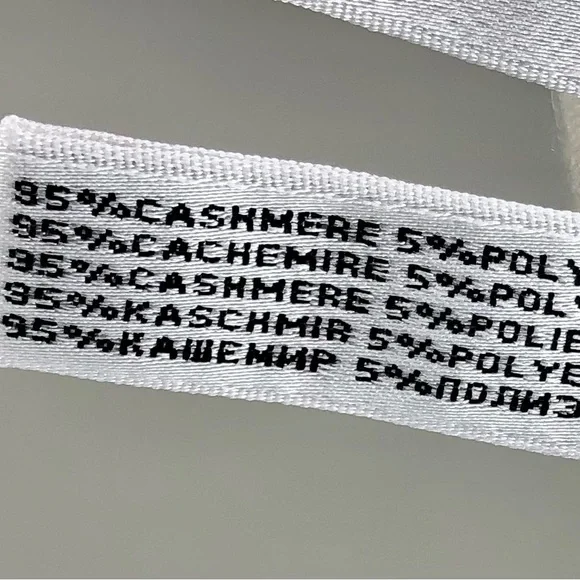 95%CASHMERE 5%POLY
95%CACHEMIRE 5%POLY
95%CASHMERE 5%POLIE
95%KASCHMIR 5%POLYE
95%КАШЕМИР 5%ПОЛИЭ